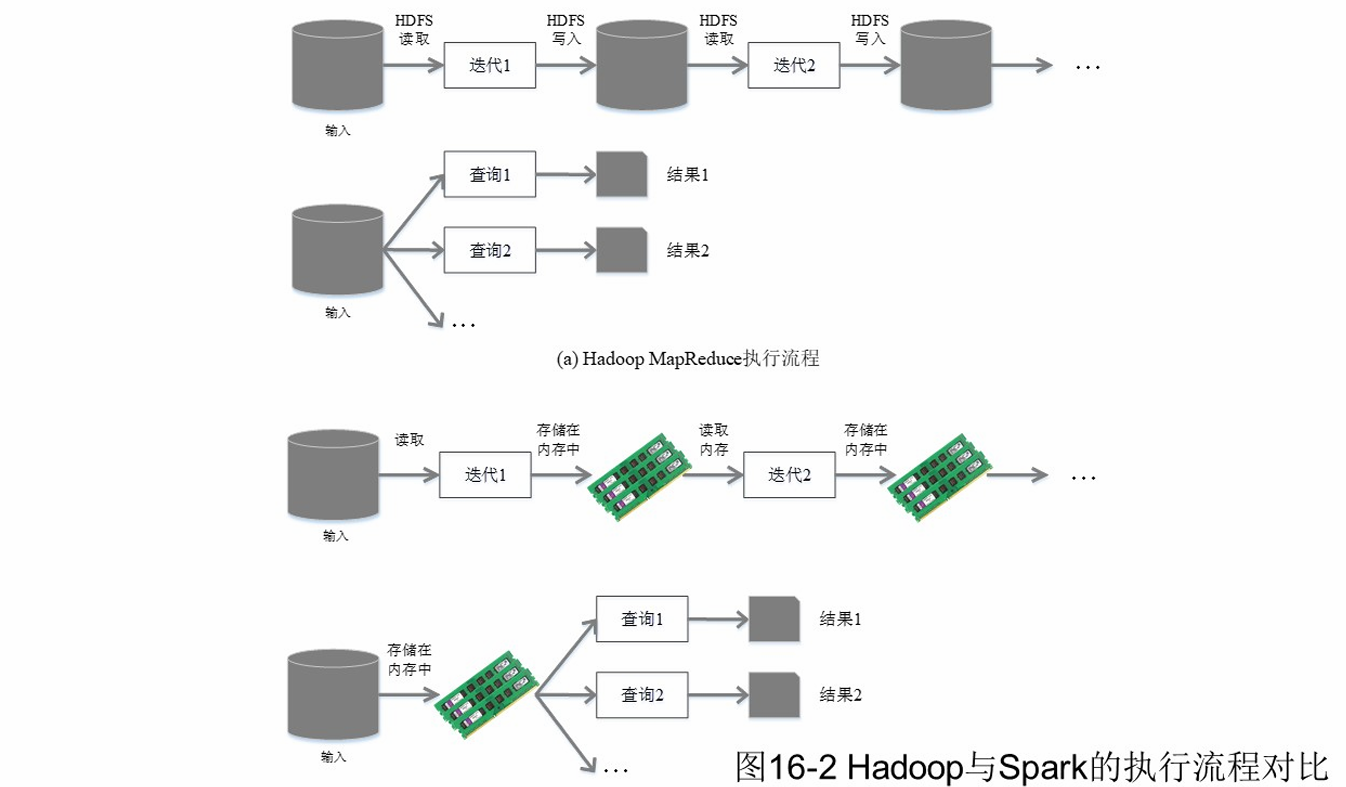 HDFS
读取
HDFS
写入
HDFS
读取
HDFS
写入
迭代1
迭代2
...
输入
查询1
结果1
查询2
结果2
输入
...
(a) Hadoop MapReduce执行流程
读取
存储在
内存中
读取
内存
存储在
内存中
迭代1
迭代2
...
输入
查询1
结果1
存储在
内存中
查询2
结果2
输入
...
图16-2 Hadoop与Spark的执行流程对比